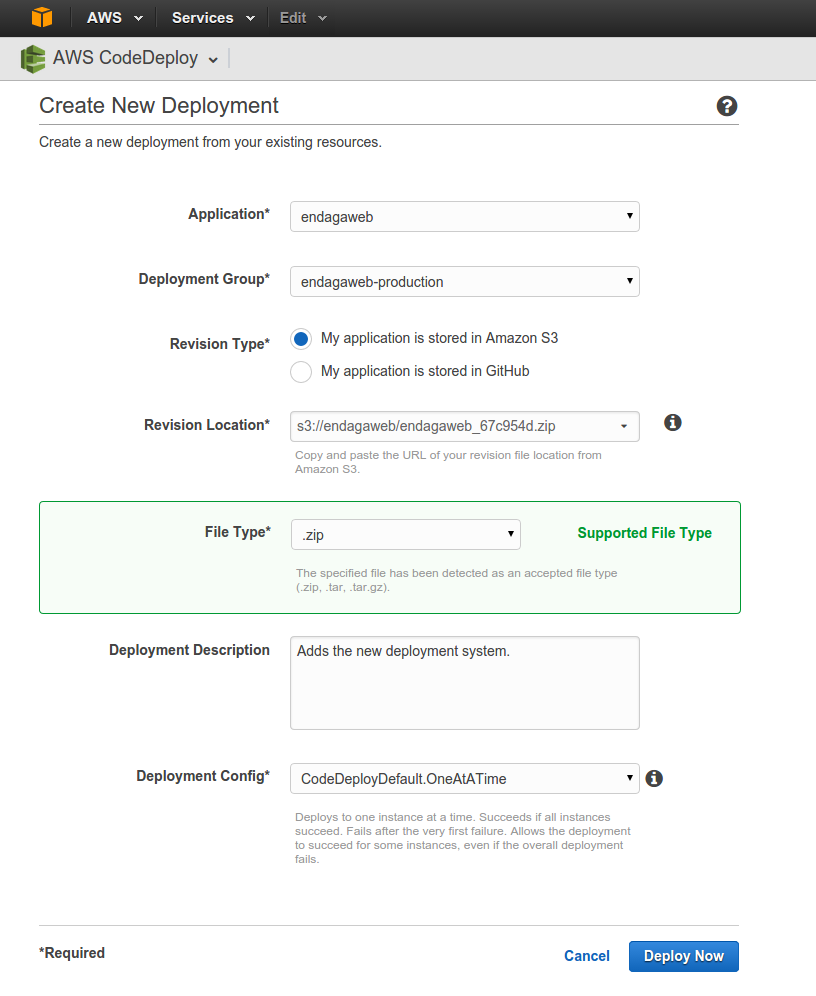 AWS Services Edit
AWS CodeDeploy
Create New Deployment
Create a new deployment from your existing resources.
Application* endagaweb
Deployment Group* endagaweb-production
Revision Type* My application is stored in Amazon S3
My application is stored in GitHub
Revision Location* s3://endagaweb/endagaweb_67c954d.zip
Copy and paste the URL of your revision file location from
Amazon S3.
File Type* .zip Supported File Type
The specified file has been detected as an accepted file type
(.zip, .tar, .tar.gz).
Deployment Description Adds the new deployment system.
Deployment Config* CodeDeployDefault.OneAtATime
Deploys to one instance at a time. Succeeds if all instances
succeed. Fails after the very first failure. Allows the deployment
to succeed for some instances, even if the overall deployment
fails.
*Required Cancel Deploy Now